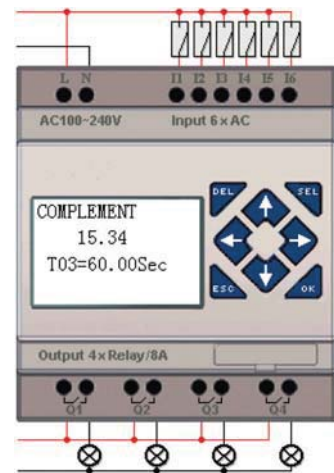 L N I1 I2 I3 I4 I5 I6
AC100~240V Input 6 x AC
DEL SEL
COMPLEMENT
15.34
T03=60.00Sec
ESC OK
Output 4 x Relay/8A
Q1 Q2 Q3 Q4